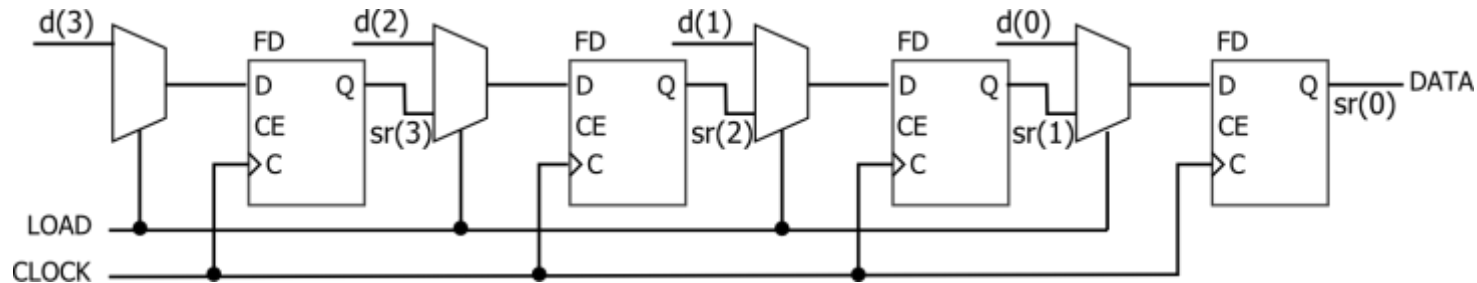 d(3) d(2) d(1) d(0)
FD FD FD FD
D Q D Q D Q D Q DATA
sr(3) sr(2) sr(1) sr(0)
CE CE CE CE
C C C C
LOAD
CLOCK